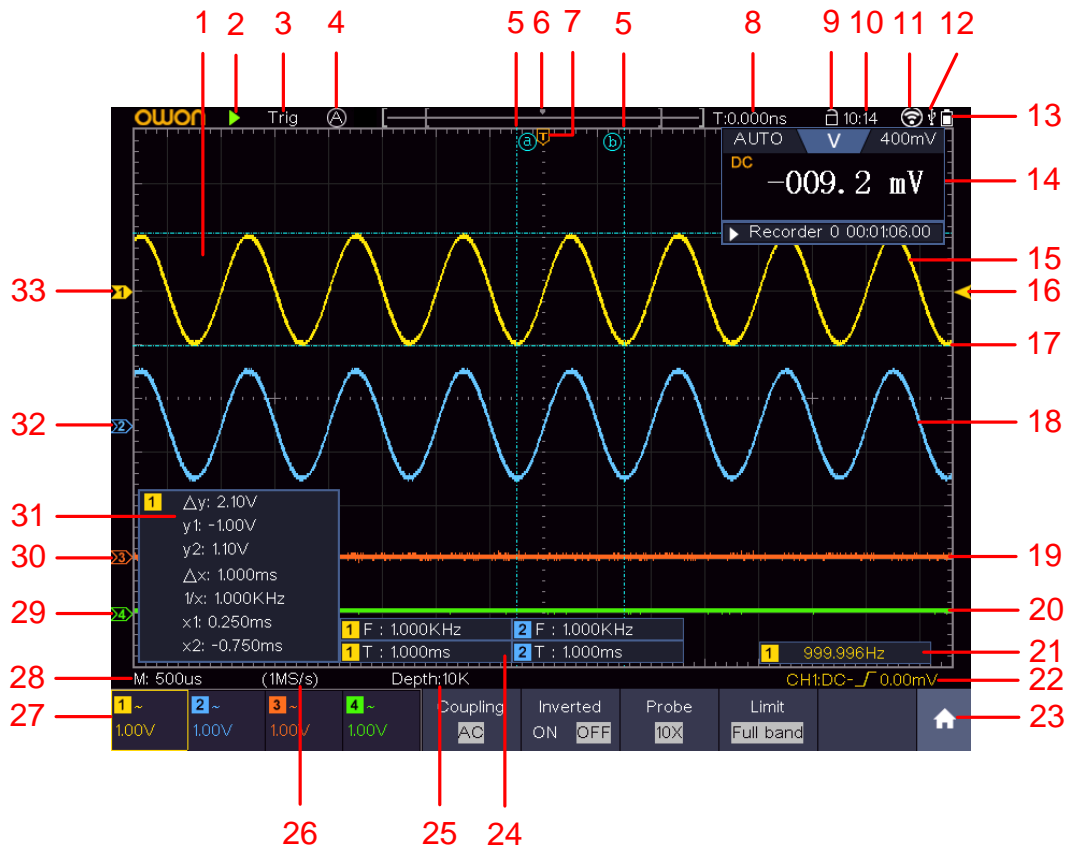 1 2 3 4 5 6 7 5 8 9 10 11 12
owon Trig A T:0.000ns 10:14
13
a T b
AUTO V 400mV
DC
-009.2 mV
14
Recorder 0 00:01:06.00
15
33 1 16
17
32 2 18
1 △y: 2.10V
31
y1: -1.00V
y2: 1.10V
30 3 19
△x: 1.000ms
1/x: 1.000KHz
29 4 20
x1: 0.250ms
x2: -0.750ms
1 F : 1.000KHz 2 F : 1.000KHz
1 T : 1.000ms 2 T : 1.000ms
1 999.996Hz 21
28 M: 500us (1MS/s) Depth:10K CH1:DC- 0.00mV 22
27 1 ~ 2 ~ 3 ~ 4 ~ Coupling Inverted Probe Limit 23
1.00V 1.00V 1.00V 1.00V AC ON OFF 10X Full band
26 25 24